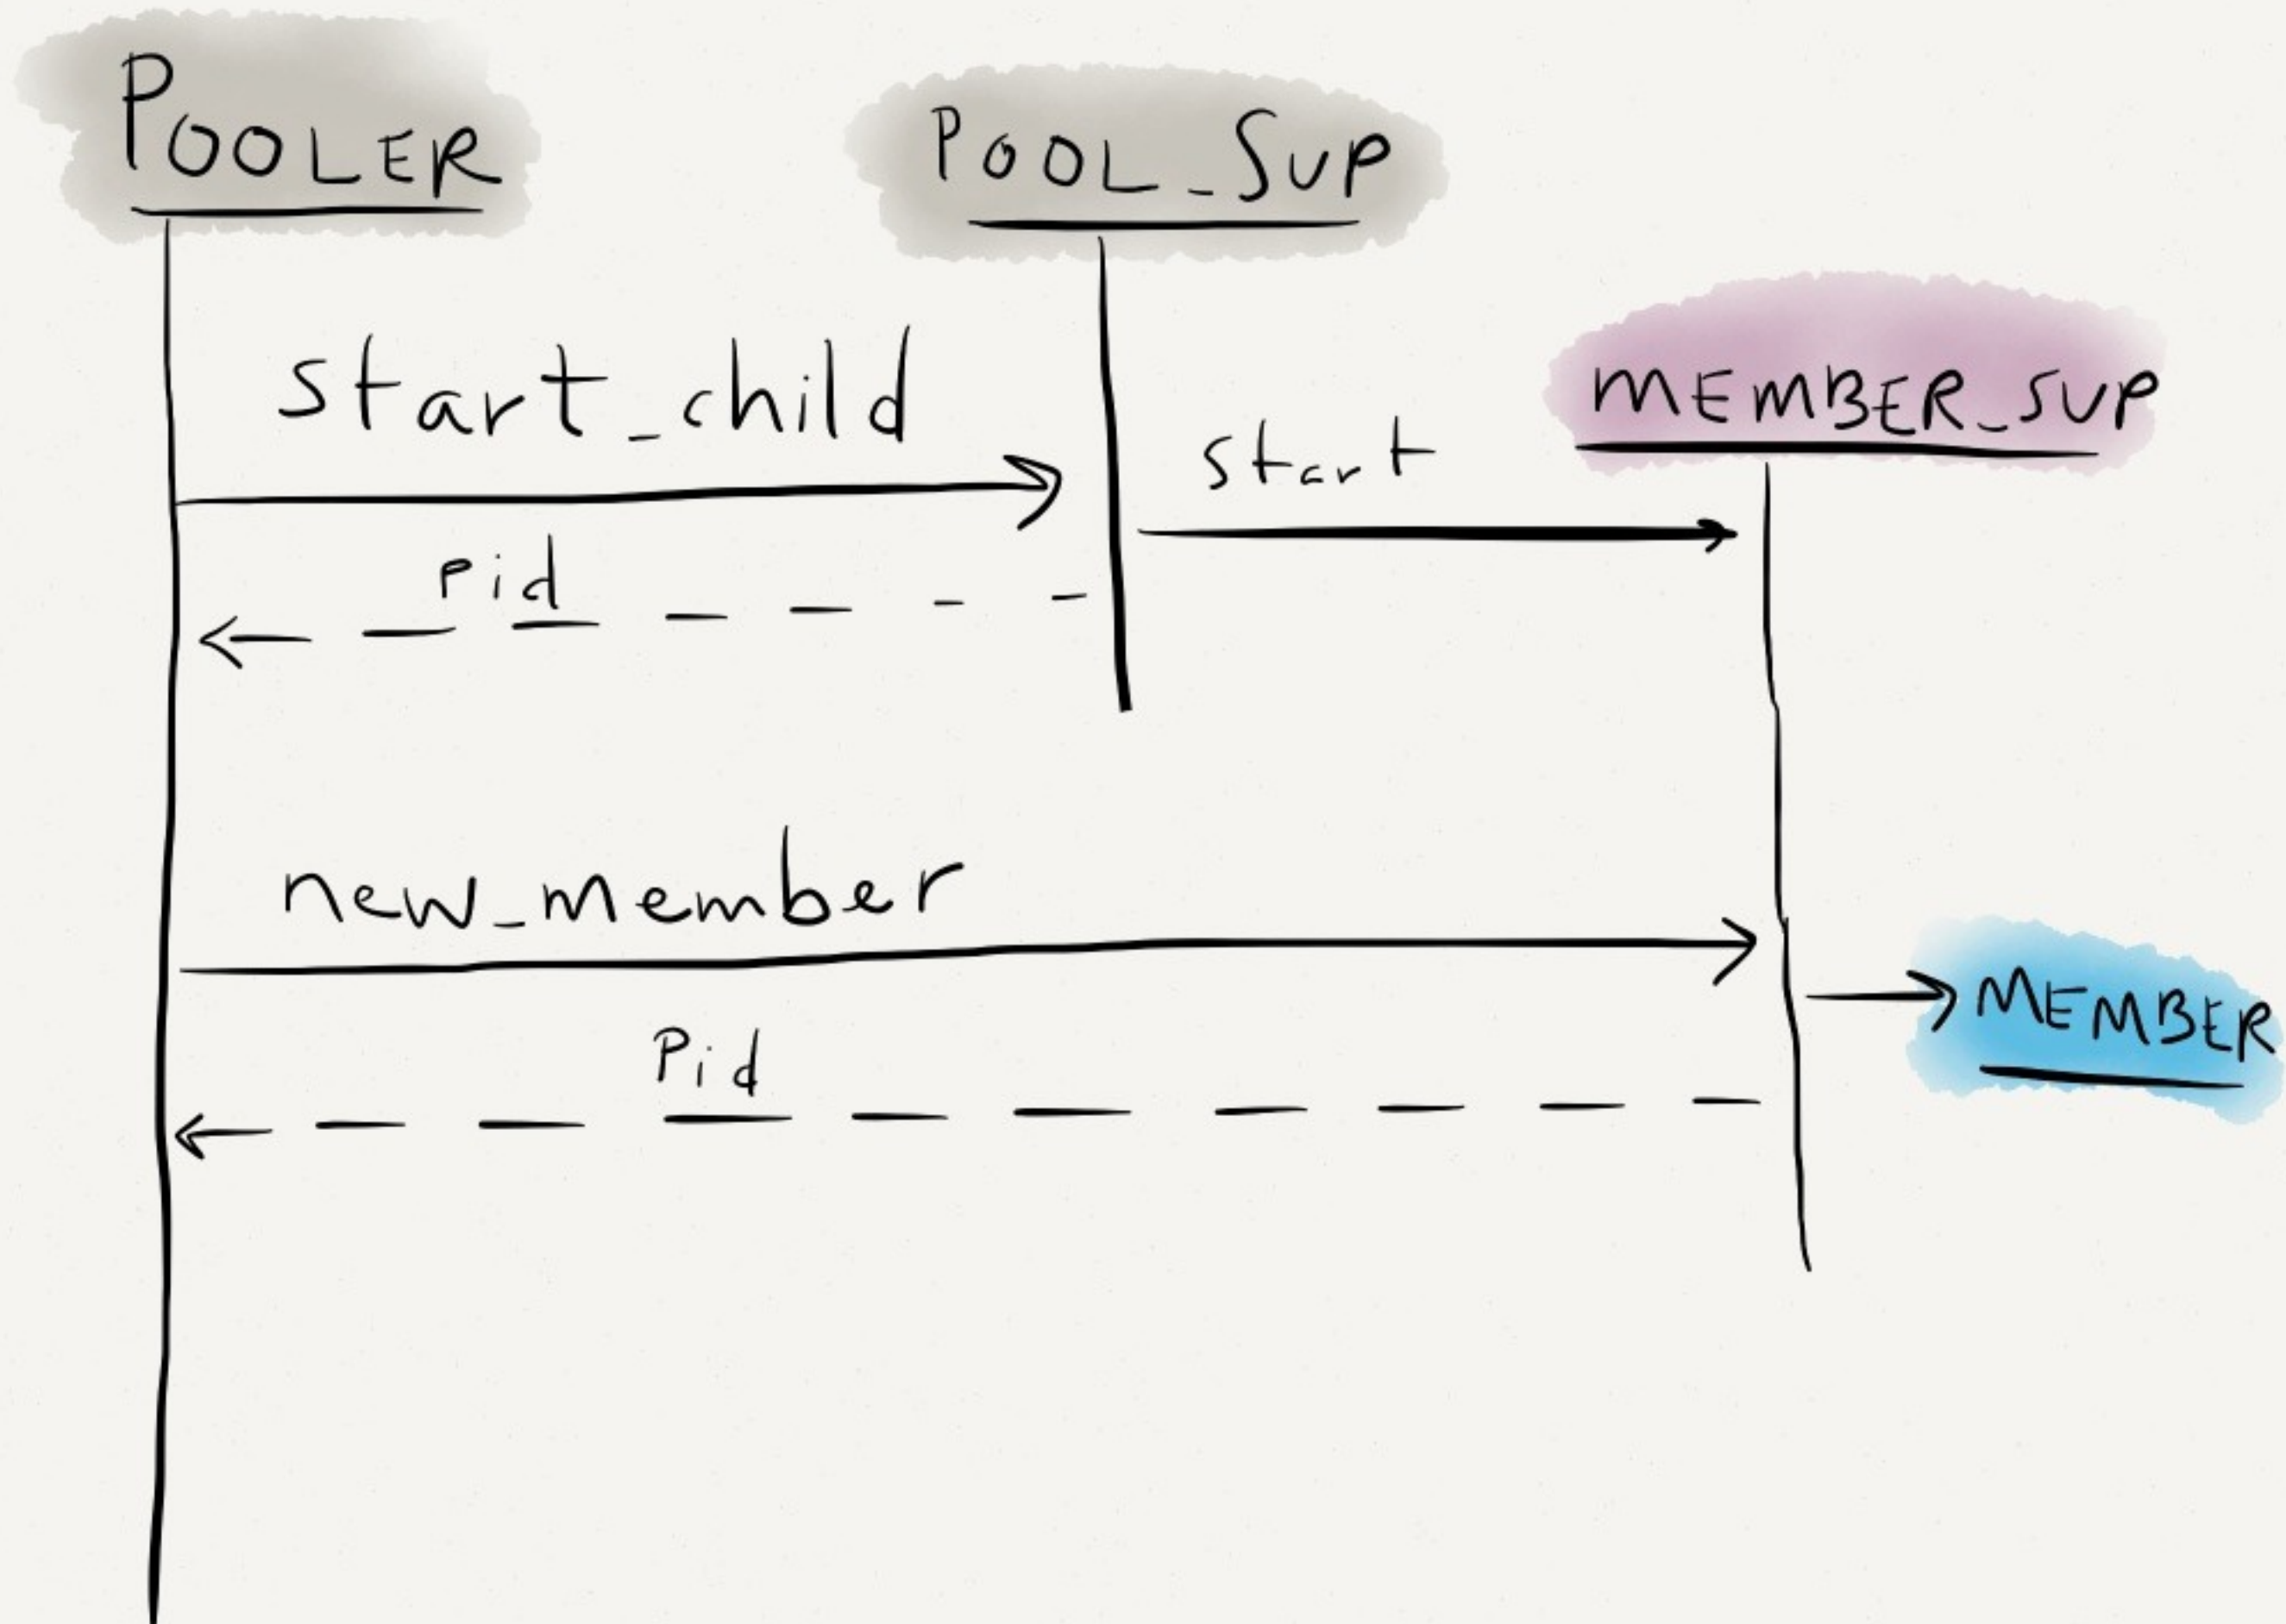 POOLER
POOL_SUP
MEMBER_SUP
start_child
start
Pid
new_member
MEMBER
Pid